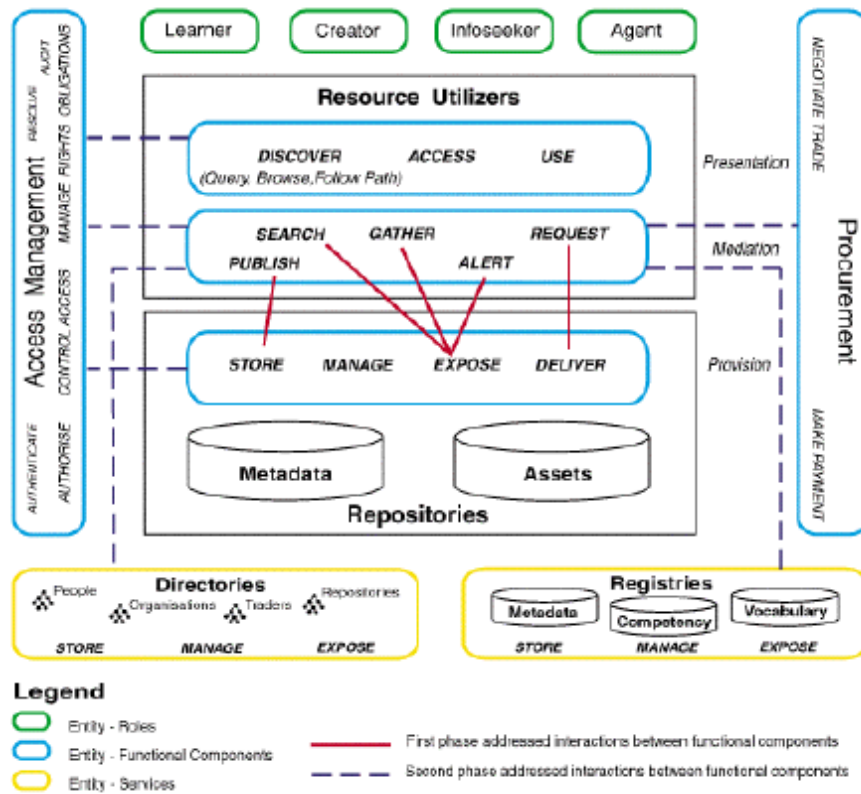 Learner
Creator
Infoseeker
Agent
Resource Utilizers
DISCOVER ACCESS USE
(Query, Browse,Follow Path)
SEARCH GATHER REQUEST
PUBLISH ALERT
STORE MANAGE EXPOSE DELIVER
Metadata
Assets
Repositories
Presentation
Mediation
Provision
Access Management
AUTHENTICATE
AUTHORISE
CONTROL ACCESS
MANAGE RIGHTS OBLIGATIONS
AUDIT
Procurement
NEGOTIATE TRADE
MAKE PAYMENT
Directories
People
Organisations
Traders
Repositories
STORE MANAGE EXPOSE
Registries
Metadata
Competency
Vocabulary
STORE MANAGE EXPOSE
Legend
Entity - Roles
Entity - Functional Components
Entity - Services
First phase addressed interactions between functional components
Second phase addressed interactions between functional components